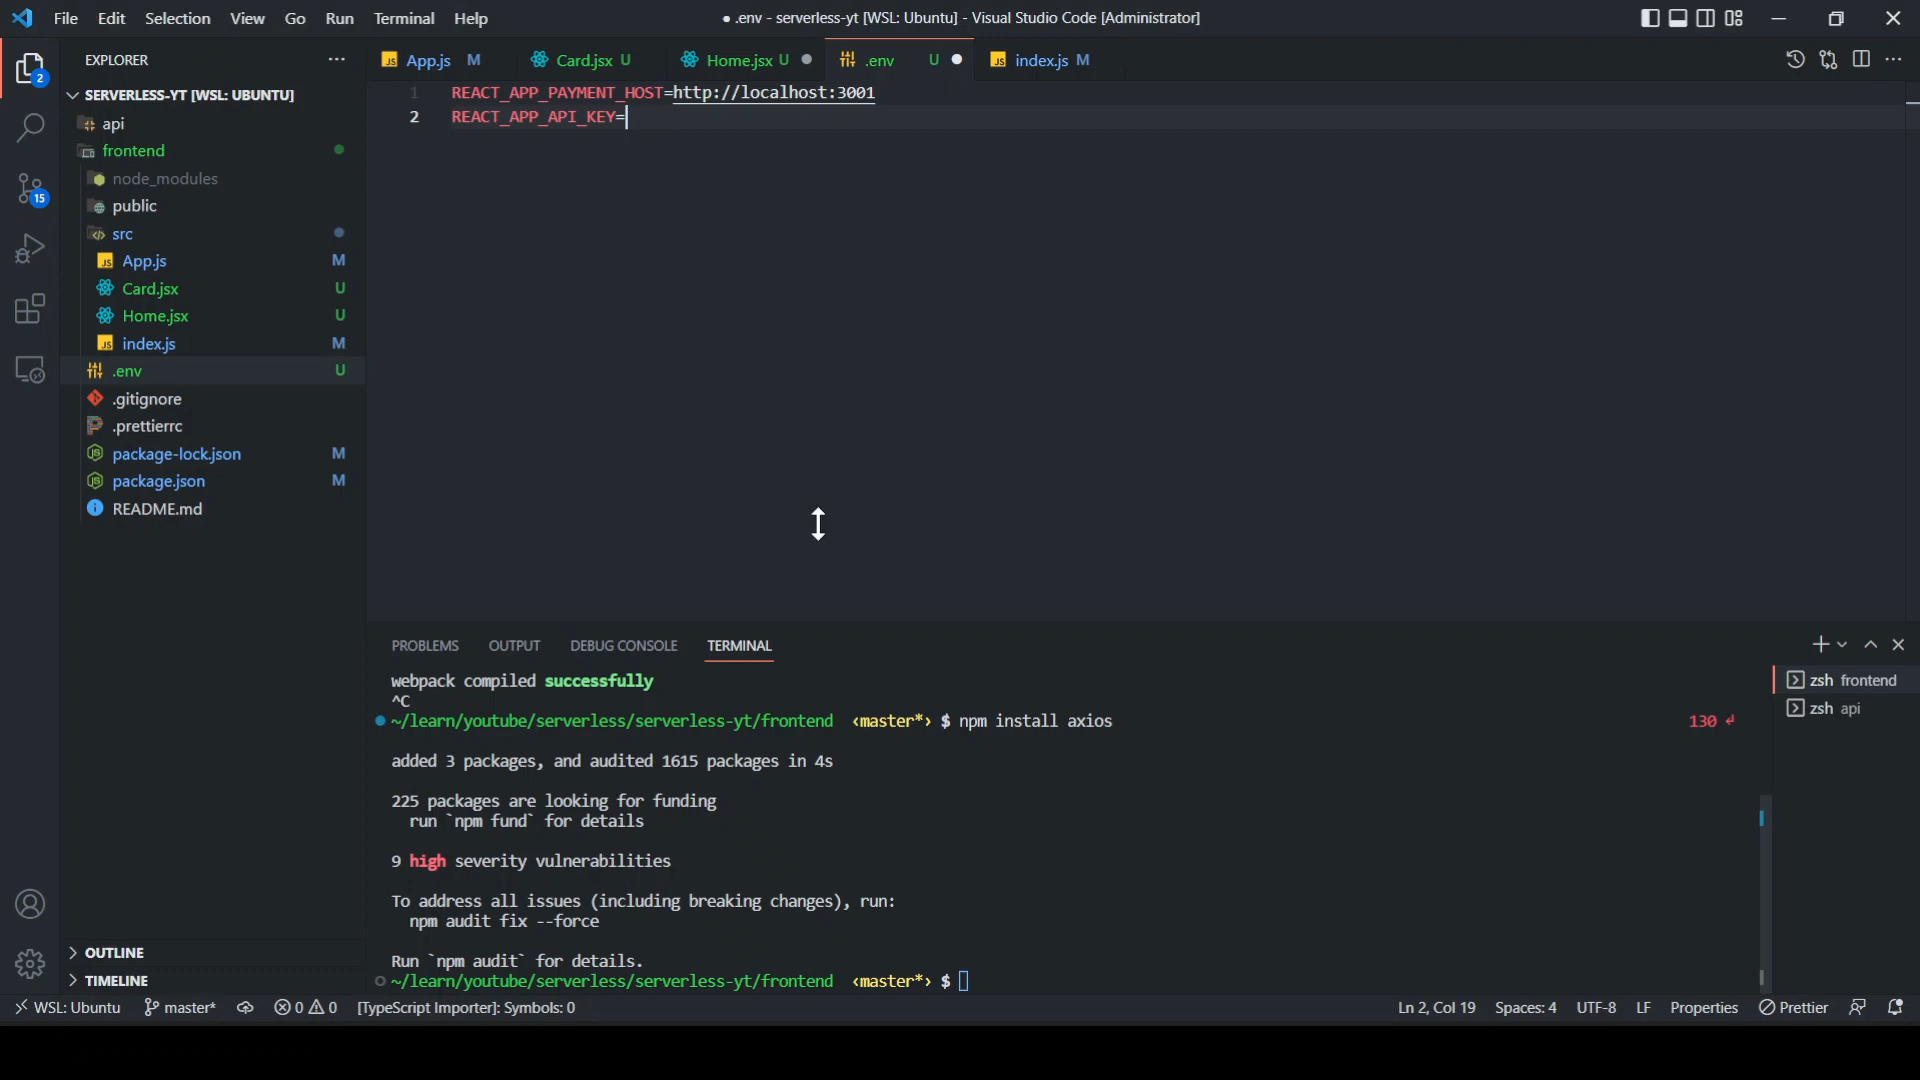 File Edit Selection View Go Run Terminal Help
● .env - serverless-yt [WSL: Ubuntu] - Visual Studio Code [Administrator]
EXPLORER
App.js M
Card.jsx U
Home.jsx U
.env U
index.js M
2
SERVERLESS-YT [WSL: UBUNTU]
api
frontend
node_modules
public
15
src
App.js M
Card.jsx U
Home.jsx U
index.js M
.env U
.gitignore
.prettierrc
package-lock.json M
package.json M
README.md
OUTLINE
TIMELINE
1 REACT_APP_PAYMENT_HOST=http://localhost:3001
2 REACT_APP_API_KEY=
PROBLEMS OUTPUT DEBUG CONSOLE TERMINAL
webpack compiled successfully
^C
~/learn/youtube/serverless/serverless-yt/frontend ‹master*› $ npm install axios 130 ↲
added 3 packages, and audited 1615 packages in 4s
225 packages are looking for funding
run `npm fund` for details
9 high severity vulnerabilities
To address all issues (including breaking changes), run:
npm audit fix --force
Run `npm audit` for details.
~/learn/youtube/serverless/serverless-yt/frontend ‹master*› $
zsh frontend
zsh api
WSL: Ubuntu master* 0 0 [TypeScript Importer]: Symbols: 0
Ln 2, Col 19 Spaces: 4 UTF-8 LF Properties Prettier